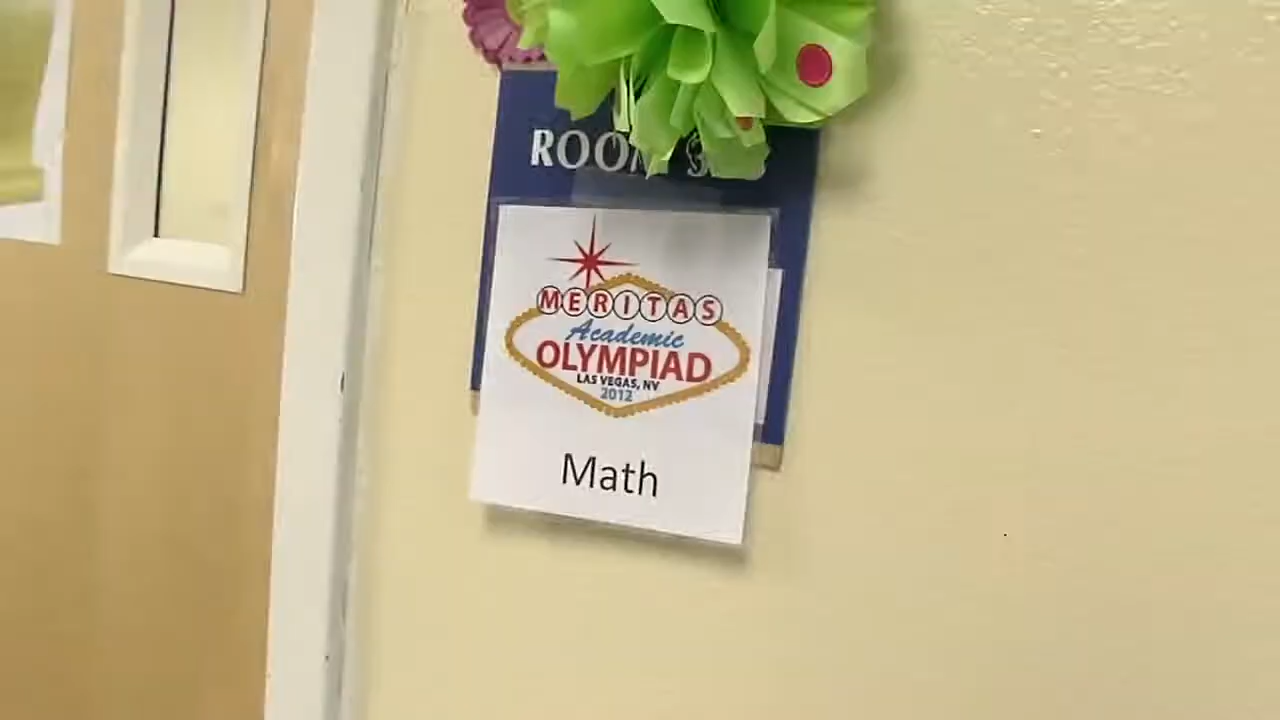 ROOM
MERITAS
Academic
OLYMPIAD
LAS VEGAS, NV
2012
Math